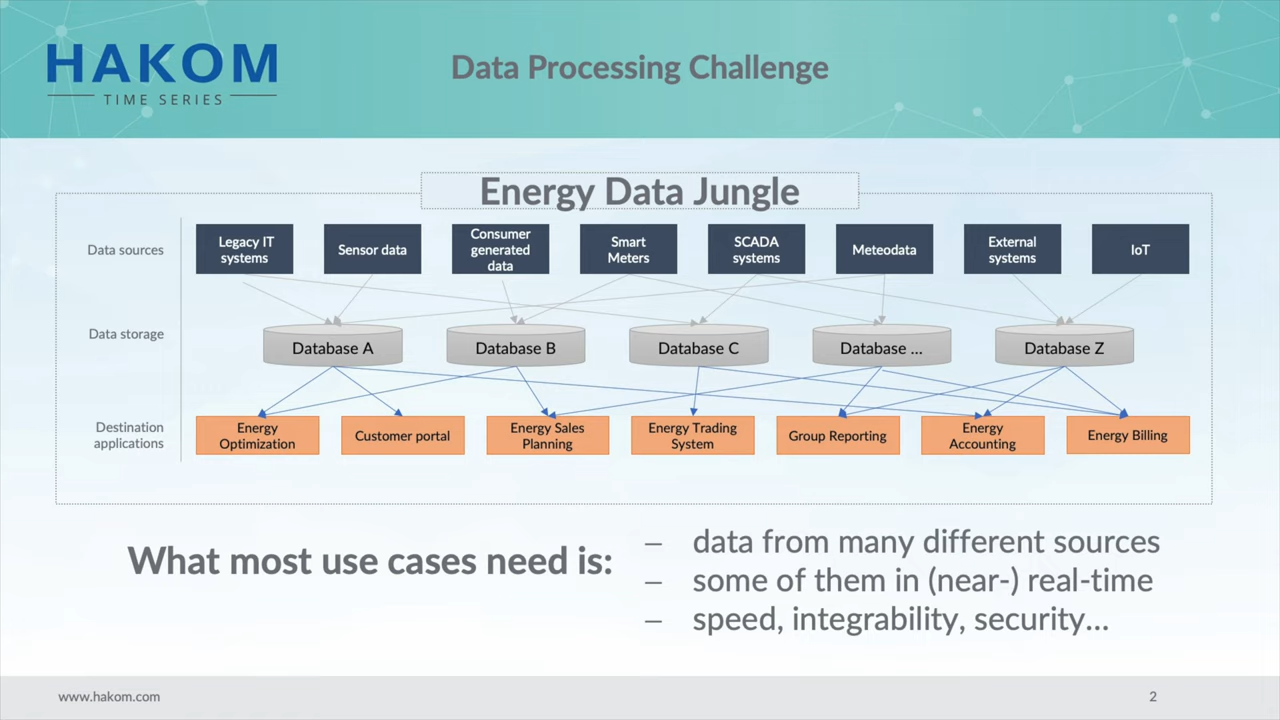 HAKOM
TIME SERIES
Data Processing Challenge
Energy Data Jungle
Data sources
Legacy IT
systems
Sensor data
Consumer
generated
data
Smart
Meters
SCADA
systems
Meteodata
External
systems
IoT
Data storage
Database A
Database B
Database C
Database ...
Database Z
Destination
applications
Energy
Optimization
Customer portal
Energy Sales
Planning
Energy Trading
System
Group Reporting
Energy
Accounting
Energy Billing
What most use cases need is:
– data from many different sources
– some of them in (near-) real-time
– speed, integrability, security...
www.hakom.com
2